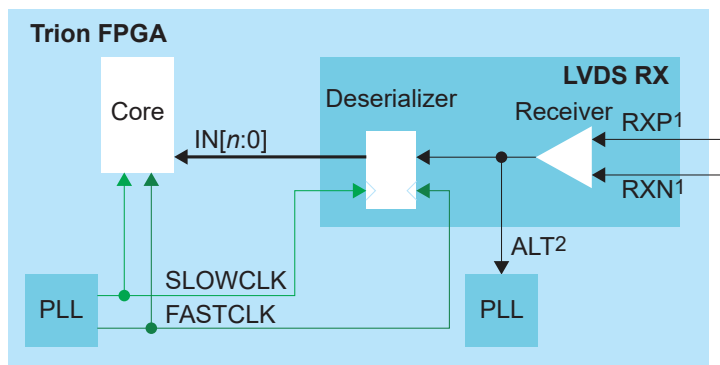 Trion FPGA
LVDS RX
Deserializer
Receiver
Core
IN[n:0]
RXP1
RXN1
ALT2
SLOWCLK
FASTCLK
PLL
PLL